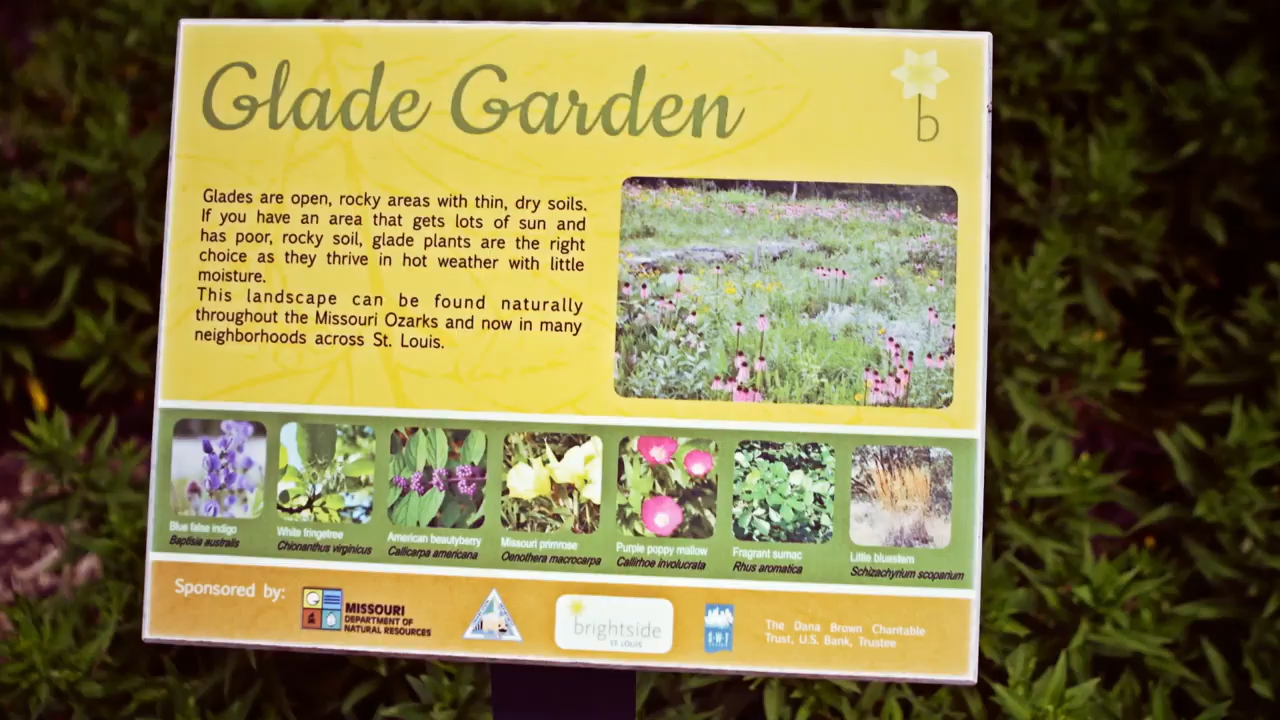 Glade Garden
b
Glades are open, rocky areas with thin, dry soils.
If you have an area that gets lots of sun and
has poor, rocky soil, glade plants are the right
choice as they thrive in hot weather with little
moisture.
This landscape can be found naturally
throughout the Missouri Ozarks and now in many
neighborhoods across St. Louis.
Blue false indigo
Baptisia australis
White fringetree
Chionanthus virginicus
American beautyberry
Callicarpa americana
Missouri primrose
Oenothera macrocarpa
Purple poppy mallow
Callirhoe involucrata
Fragrant sumac
Rhus aromatica
Little bluestem
Schizachyrium scoparium
Sponsored by:
MISSOURI
DEPARTMENT OF
NATURAL RESOURCES
brightside
ST. LOUIS
The Dana Brown Charitable
Trust, U.S. Bank, Trustee